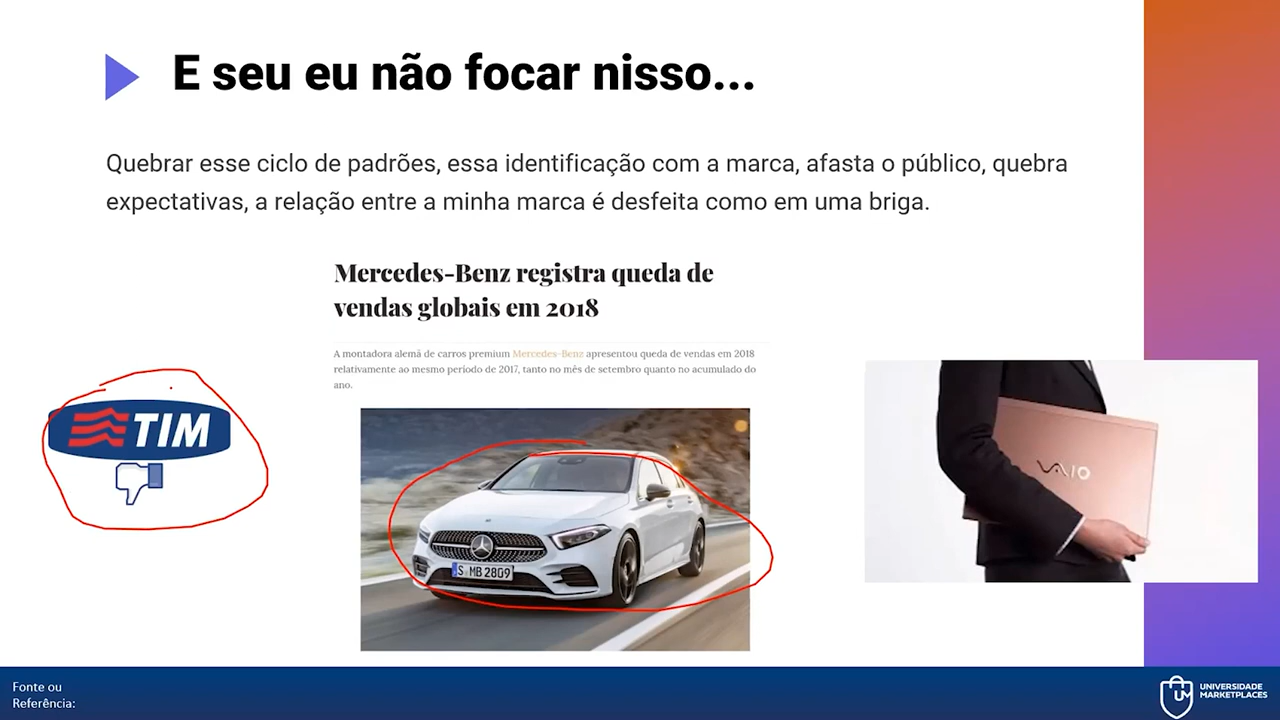 E seu eu não focar nisso...
Quebrar esse ciclo de padrões, essa identificação com a marca, afasta o público, quebra
expectativas, a relação entre a minha marca é desfeita como em uma briga.
Mercedes-Benz registra queda de
vendas globais em 2018
A montadora alemã de carros premium Mercedes-Benz apresentou queda de vendas em 2018
relativamente ao mesmo período de 2017, tanto no mês de setembro quanto no acumulado do
ano.
TIM
S MB 2809
VAIO
Fonte ou
Referência:
UM
UNIVERSIDADE
MARKETPLACES